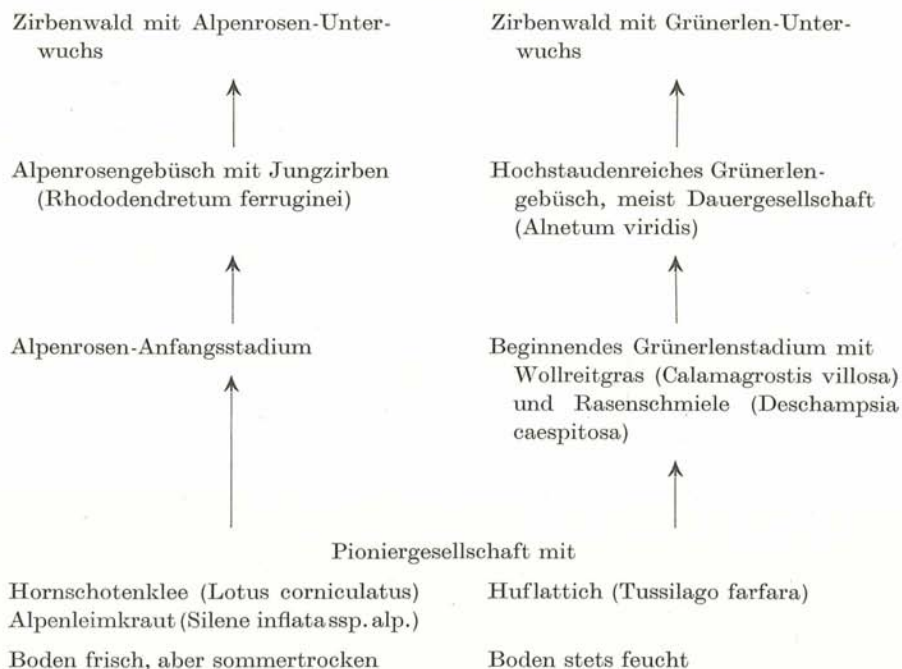 Zirbenwald mit Alpenrosen-Unter-
wuchs
Zirbenwald mit Grünerlen-Unter-
wuchs
Alpenrosengebüsch mit Jungzirben
(Rhododendretum ferruginei)
Hochstaudenreiches Grünerlen-
gebüsch, meist Dauergesellschaft
(Alnetum viridis)
Alpenrosen-Anfangsstadium
Beginnendes Grünerlenstadium mit
Wollreitgras (Calamagrostis villosa)
und Rasenschmiele (Deschampsia
caespitosa)
Pioniergesellschaft mit
Hornschotenklee (Lotus corniculatus)
Alpenleimkraut (Silene inflata ssp. alp.)
Huflattich (Tussilago farfara)
Boden frisch, aber sommertrocken
Boden stets feucht